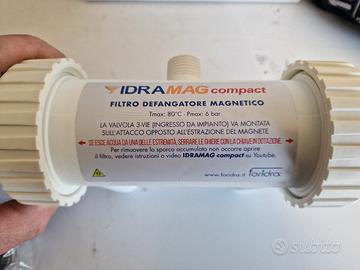 IDRAMAG compact
FILTRO DEFANGATORE MAGNETICO
Tmax: 80°C - Pmax: 6 bar
LA VALVOLA 3-VIE (INGRESSO DA IMPIANTO) VA MONTATA
SULL'ATTACCO OPPOSTO ALL'ESTRAZIONE DEL MAGNETE
SE ESCE ACQUA DA UNA DELLE ESTREMITÀ, SERRARE LE GHIERE CON LA CHIAVE IN DOTAZIONE.
Per rimuovere lo sporco accumulato non occorre aprire
il filtro, vedere istruzioni o video IDRAMAG compact su Youtube.
www.floridra.it floridra
subito